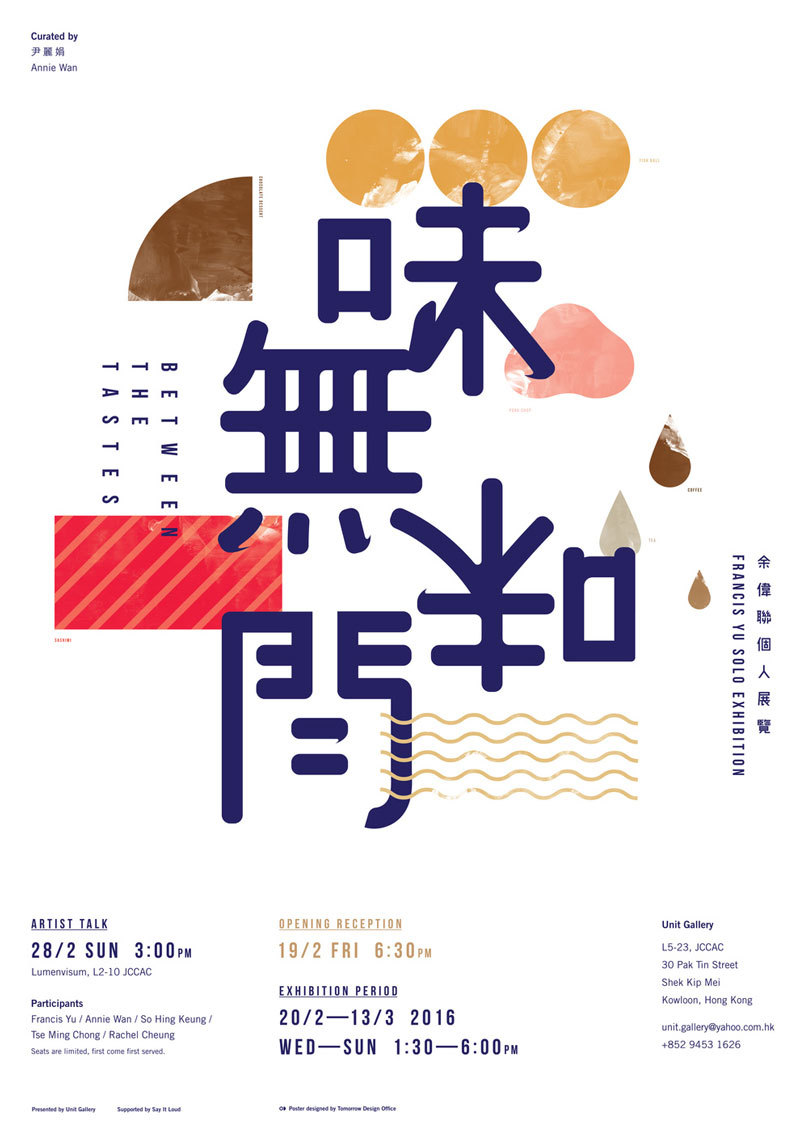 Curated by
尹麗娟
Annie Wan
FISH BALL
CHOCOLATE DESSERT
味
無
和
間
PORK CHOP
BETWEEN
THE
TASTES
COFFEE
TEA
SASHIMI
余偉聯個人展覽
FRANCIS YU SOLO EXHIBITION
ARTIST TALK
28/2 SUN 3:00PM
Lumenvisum, L2-10 JCCAC
Participants
Francis Yu / Annie Wan / So Hing Keung /
Tse Ming Chong / Rachel Cheung
Seats are limited, first come first served.
OPENING RECEPTION
19/2 FRI 6:30PM
EXHIBITION PERIOD
20/2—13/3 2016
WED—SUN 1:30—6:00PM
Unit Gallery
L5-23, JCCAC
30 Pak Tin Street
Shek Kip Mei
Kowloon, Hong Kong
unit.gallery@yahoo.com.hk
+852 9453 1626
Presented by Unit Gallery
Supported by Say It Loud
Poster designed by Tomorrow Design Office